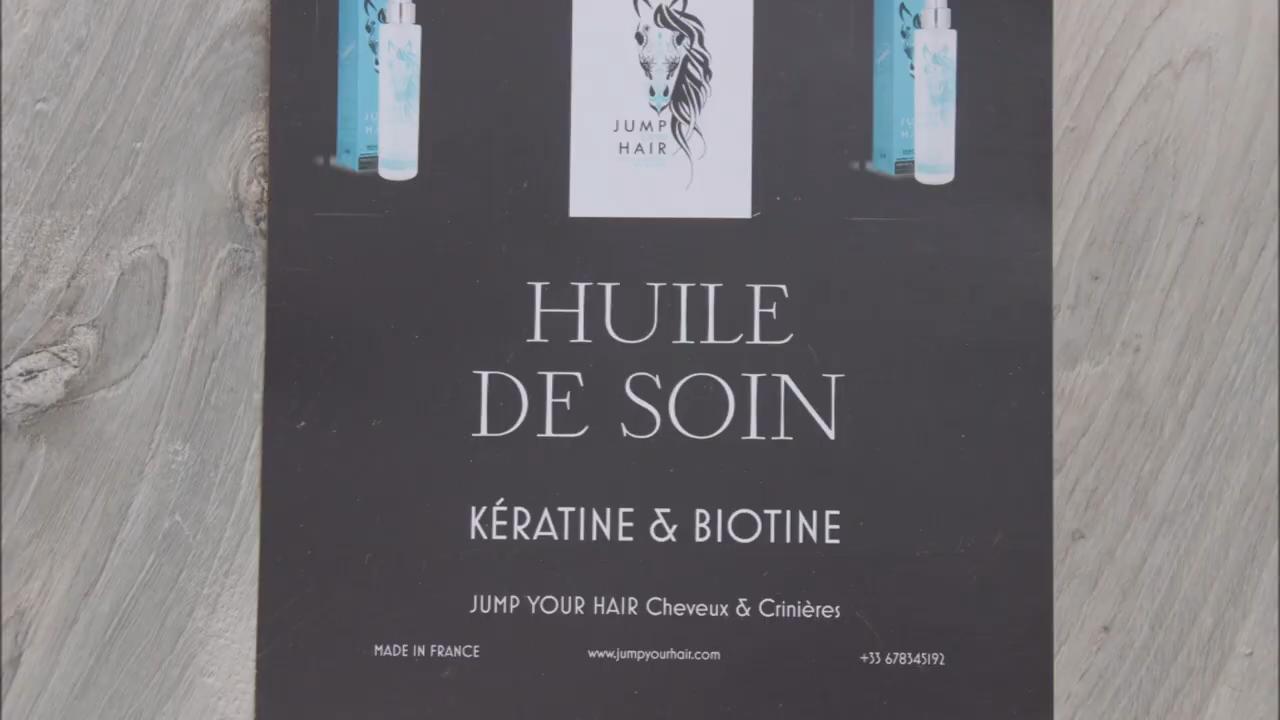 JUMP
HAIR
HUILE
DE SOIN
KÉRATINE & BIOTINE
JUMP YOUR HAIR Cheveux & Crinières
MADE IN FRANCE
www.jumpyourhair.com
+33 678345192